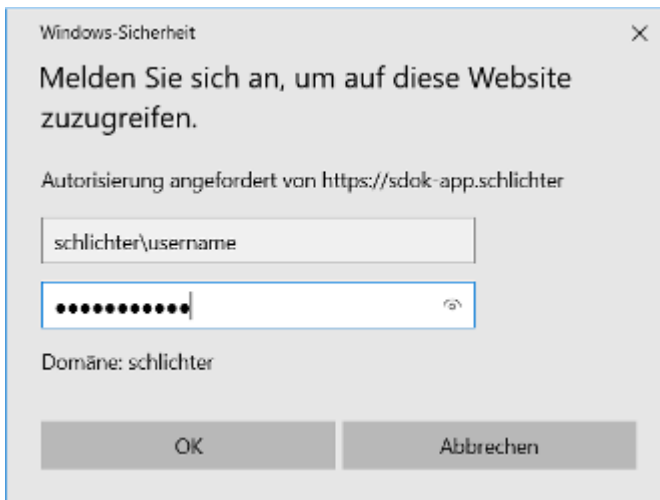 Windows-Sicherheit
Melden Sie sich an, um auf diese Website
zuzugreifen.
Autorisierung angefordert von https://sdok-app.schlichter
schlichter\username
●●●●●●●●●●●
Domäne: schlichter
OK
Abbrechen